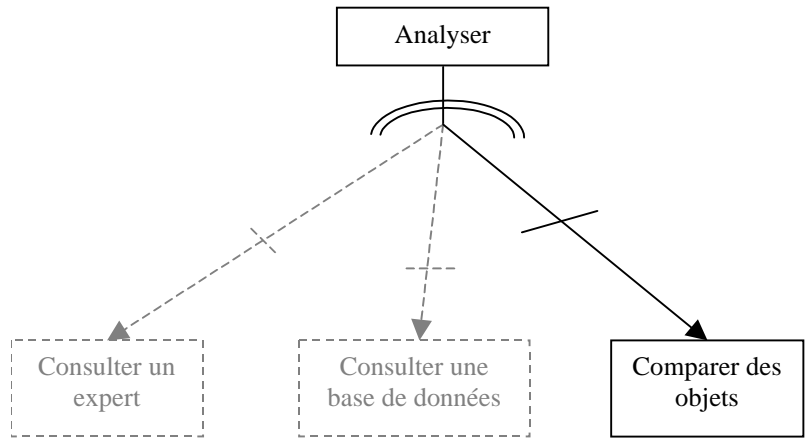 Analyser
Consulter un
expert
Consulter une
base de données
Comparer des
objets